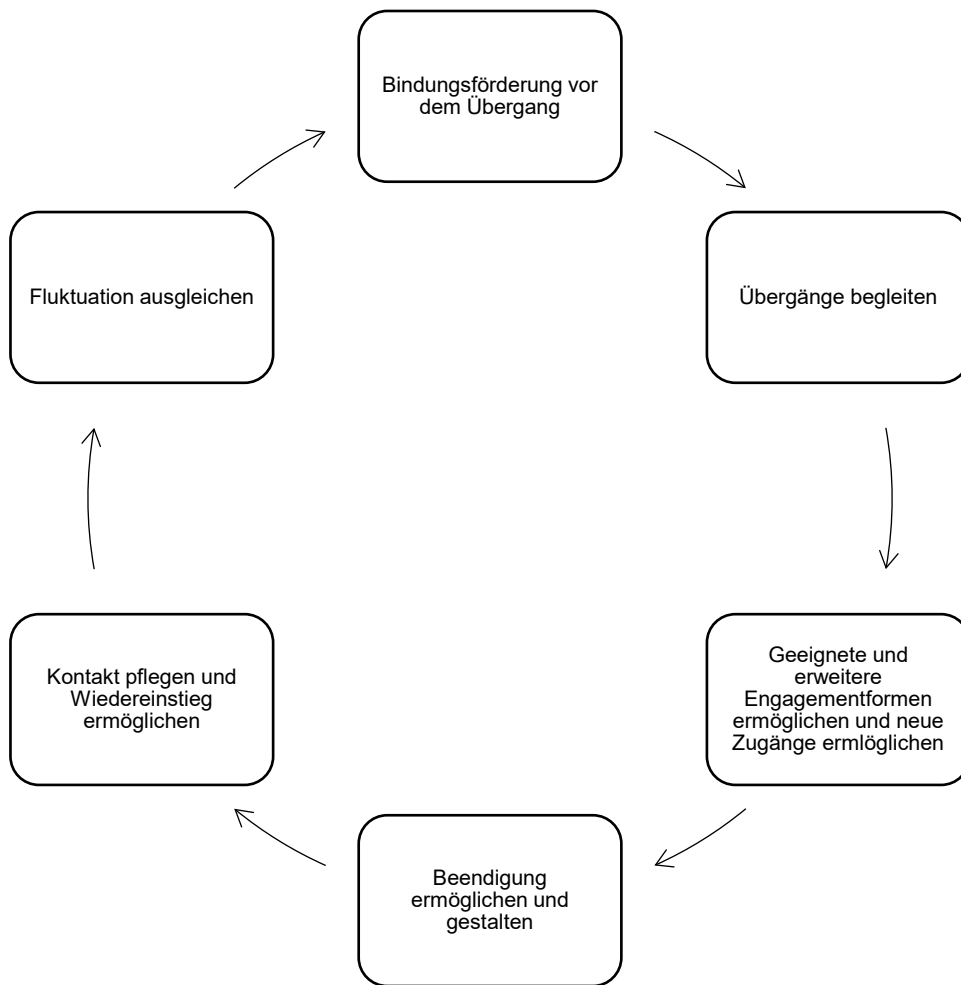 Bindungsförderung vor
dem Übergang
Übergänge begleiten
Geeignete und
erweitere
Engagementformen
ermöglichen und neue
Zugänge ermlöglichen
Beendigung
ermöglichen und
gestalten
Kontakt pflegen und
Wiedereinstieg
ermöglichen
Fluktuation ausgleichen